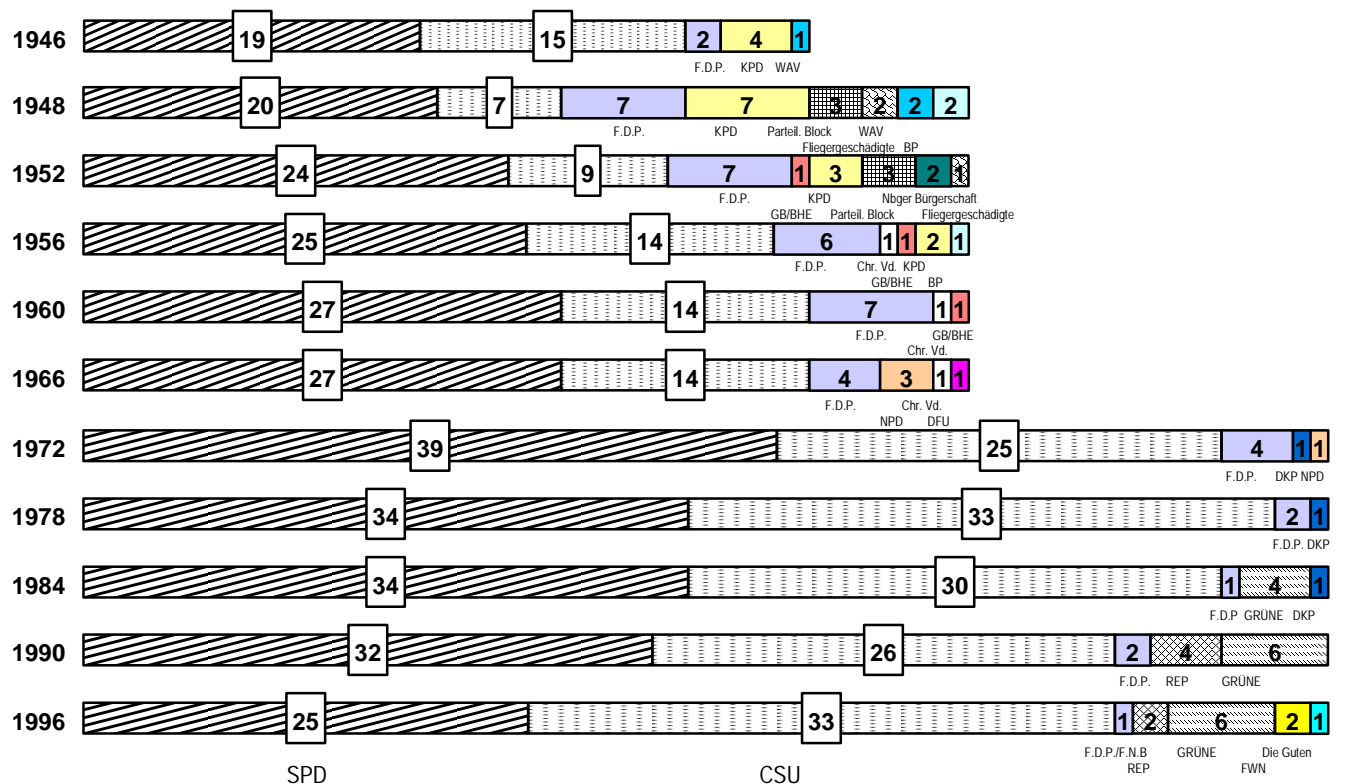 1946 19 15 2 4 1
F.D.P. KPD WAV
1948 20 7 7 7 3 2 2 2
F.D.P. KPD Parteil. Block WAV
Fliegergeschädigte BP
1952 24 9 7 1 3 3 2 1
F.D.P. KPD Nbger Bürgerschaft
GB/BHE Parteil. Block Fliegergeschädigte
1956 25 14 6 1 1 2 1
F.D.P. Chr. Vd. KPD
GB/BHE BP
1960 27 14 7 1 1
F.D.P. GB/BHE
Chr. Vd.
1966 27 14 4 3 1 1
F.D.P. Chr. Vd.
NPD DFU
1972 39 25 4 1 1
F.D.P. DKP NPD
1978 34 33 2 1
F.D.P. DKP
1984 34 30 1 4 1
F.D.P GRÜNE DKP
1990 32 26 2 4 6
F.D.P. REP GRÜNE
1996 25 33 1 2 6 2 1
F.D.P./F.N.B GRÜNE Die Guten
REP FWN
SPD CSU